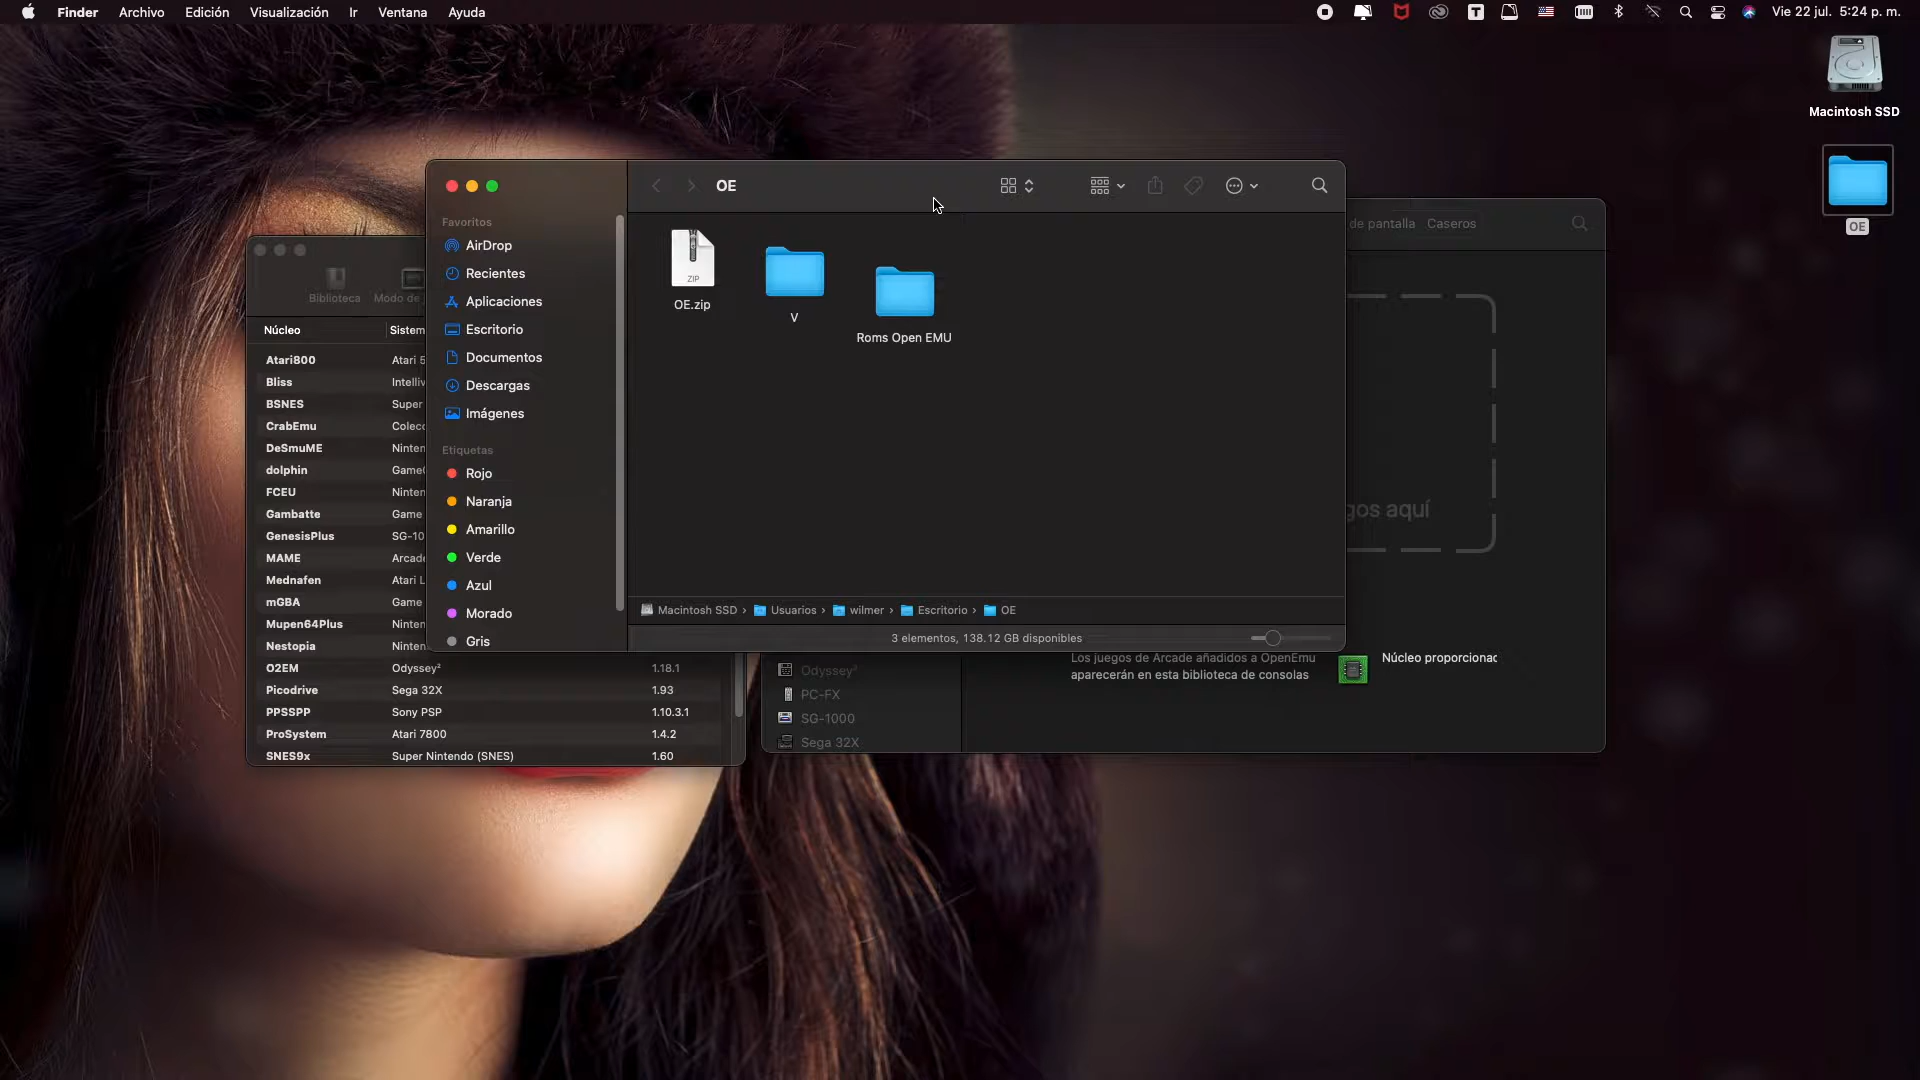 Finder Archivo Edición Visualización Ir Ventana Ayuda
T
Vie 22 jul. 5:24 p. m.
Macintosh SSD
OE
OE
Favoritos
AirDrop
Recientes
Aplicaciones
Escritorio
Documentos
Descargas
Imágenes
Etiquetas
Rojo
Naranja
Amarillo
Verde
Azul
Morado
Gris
ZIP
OE.zip
V
Roms Open EMU
Macintosh SSD › Usuarios › wilmer › Escritorio › OE
3 elementos, 138.12 GB disponibles
Biblioteca Modo de
Núcleo Sistem
Atari800 Atari 5
Bliss Intelliv
BSNES Super
CrabEmu Colec
DeSmuME Ninten
dolphin Game
FCEU Ninten
Gambatte Game
GenesisPlus SG-10
MAME Arcade
Mednafen Atari L
mGBA Game
Mupen64Plus Ninten
Nestopia Ninten
O2EM Odyssey² 1.18.1
Picodrive Sega 32X 1.93
PPSSPP Sony PSP 1.10.3.1
ProSystem Atari 7800 1.4.2
SNES9x Super Nintendo (SNES) 1.60
de pantalla Caseros
gos aquí
Odyssey²
PC-FX
SG-1000
Sega 32X
Los juegos de Arcade añadidos a OpenEmu
aparecerán en esta biblioteca de consolas
Núcleo proporcionac